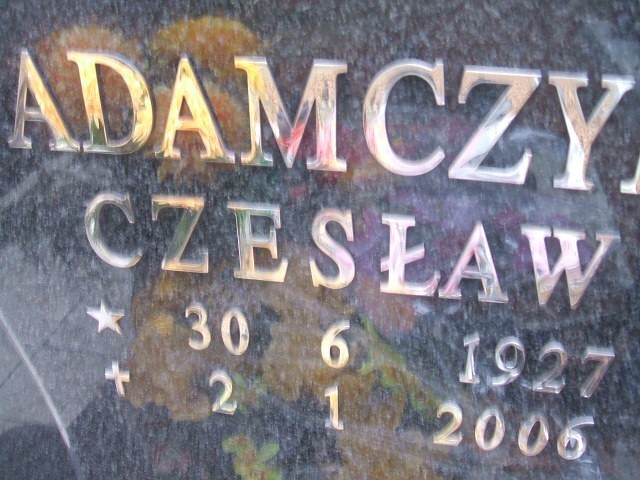 ADAMCZY
CZESŁAW
★ 30 6 1927
✝ 2 1 2006